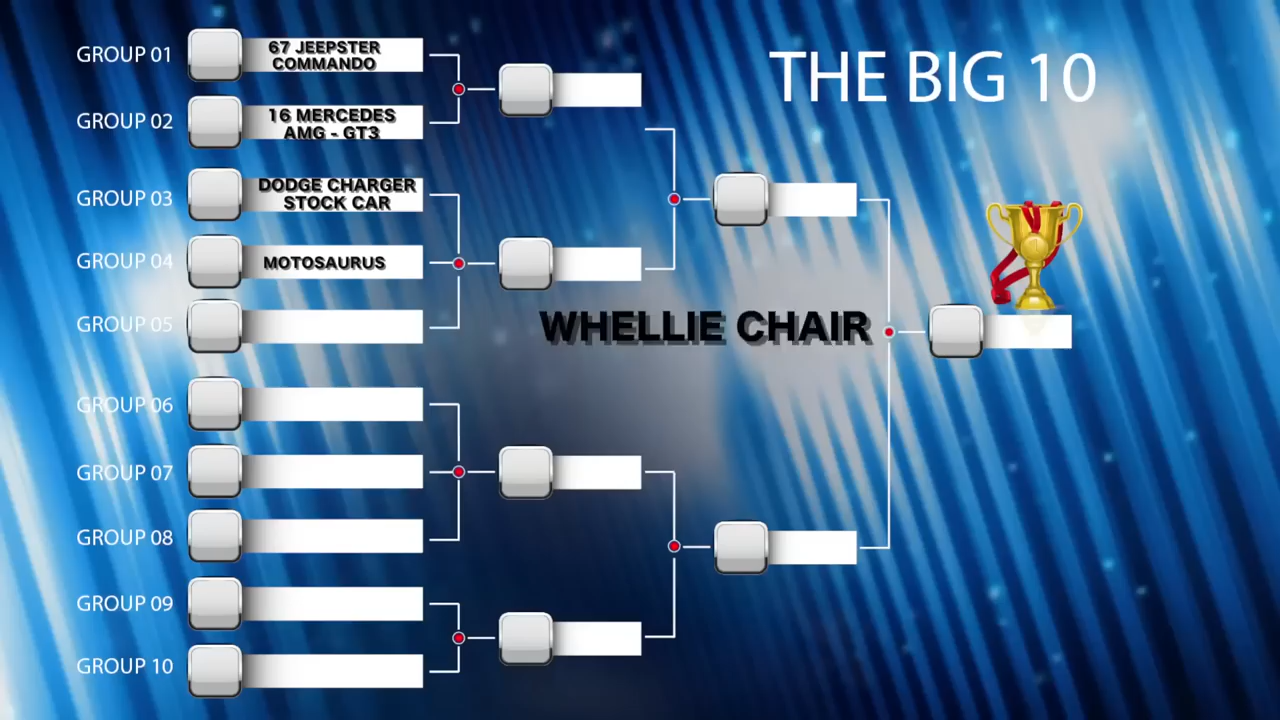 THE BIG 10
GROUP 01
67 JEEPSTER
COMMANDO
GROUP 02
16 MERCEDES
AMG - GT3
GROUP 03
DODGE CHARGER
STOCK CAR
GROUP 04
MOTOSAURUS
GROUP 05
WHELLIE CHAIR
GROUP 06
GROUP 07
GROUP 08
GROUP 09
GROUP 10